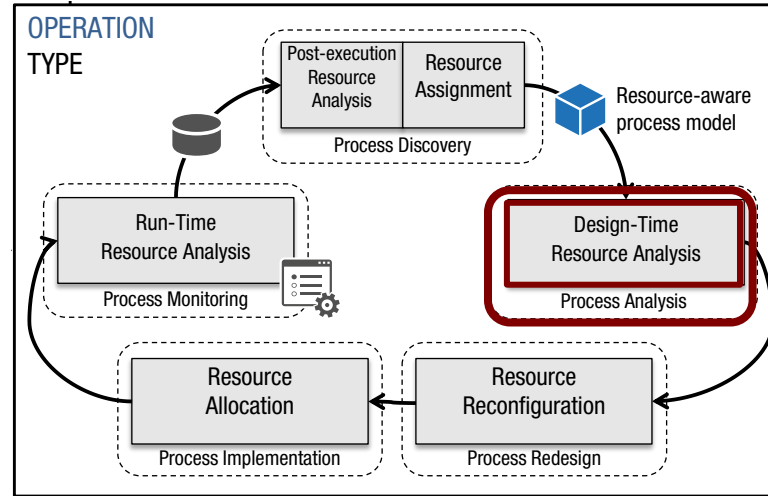 OPERATION
TYPE
Post-execution
Resource
Analysis
Resource
Assignment
Process Discovery
Resource-aware
process model
Run-Time
Resource Analysis
Process Monitoring
Design-Time
Resource Analysis
Process Analysis
Resource
Allocation
Process Implementation
Resource
Reconfiguration
Process Redesign